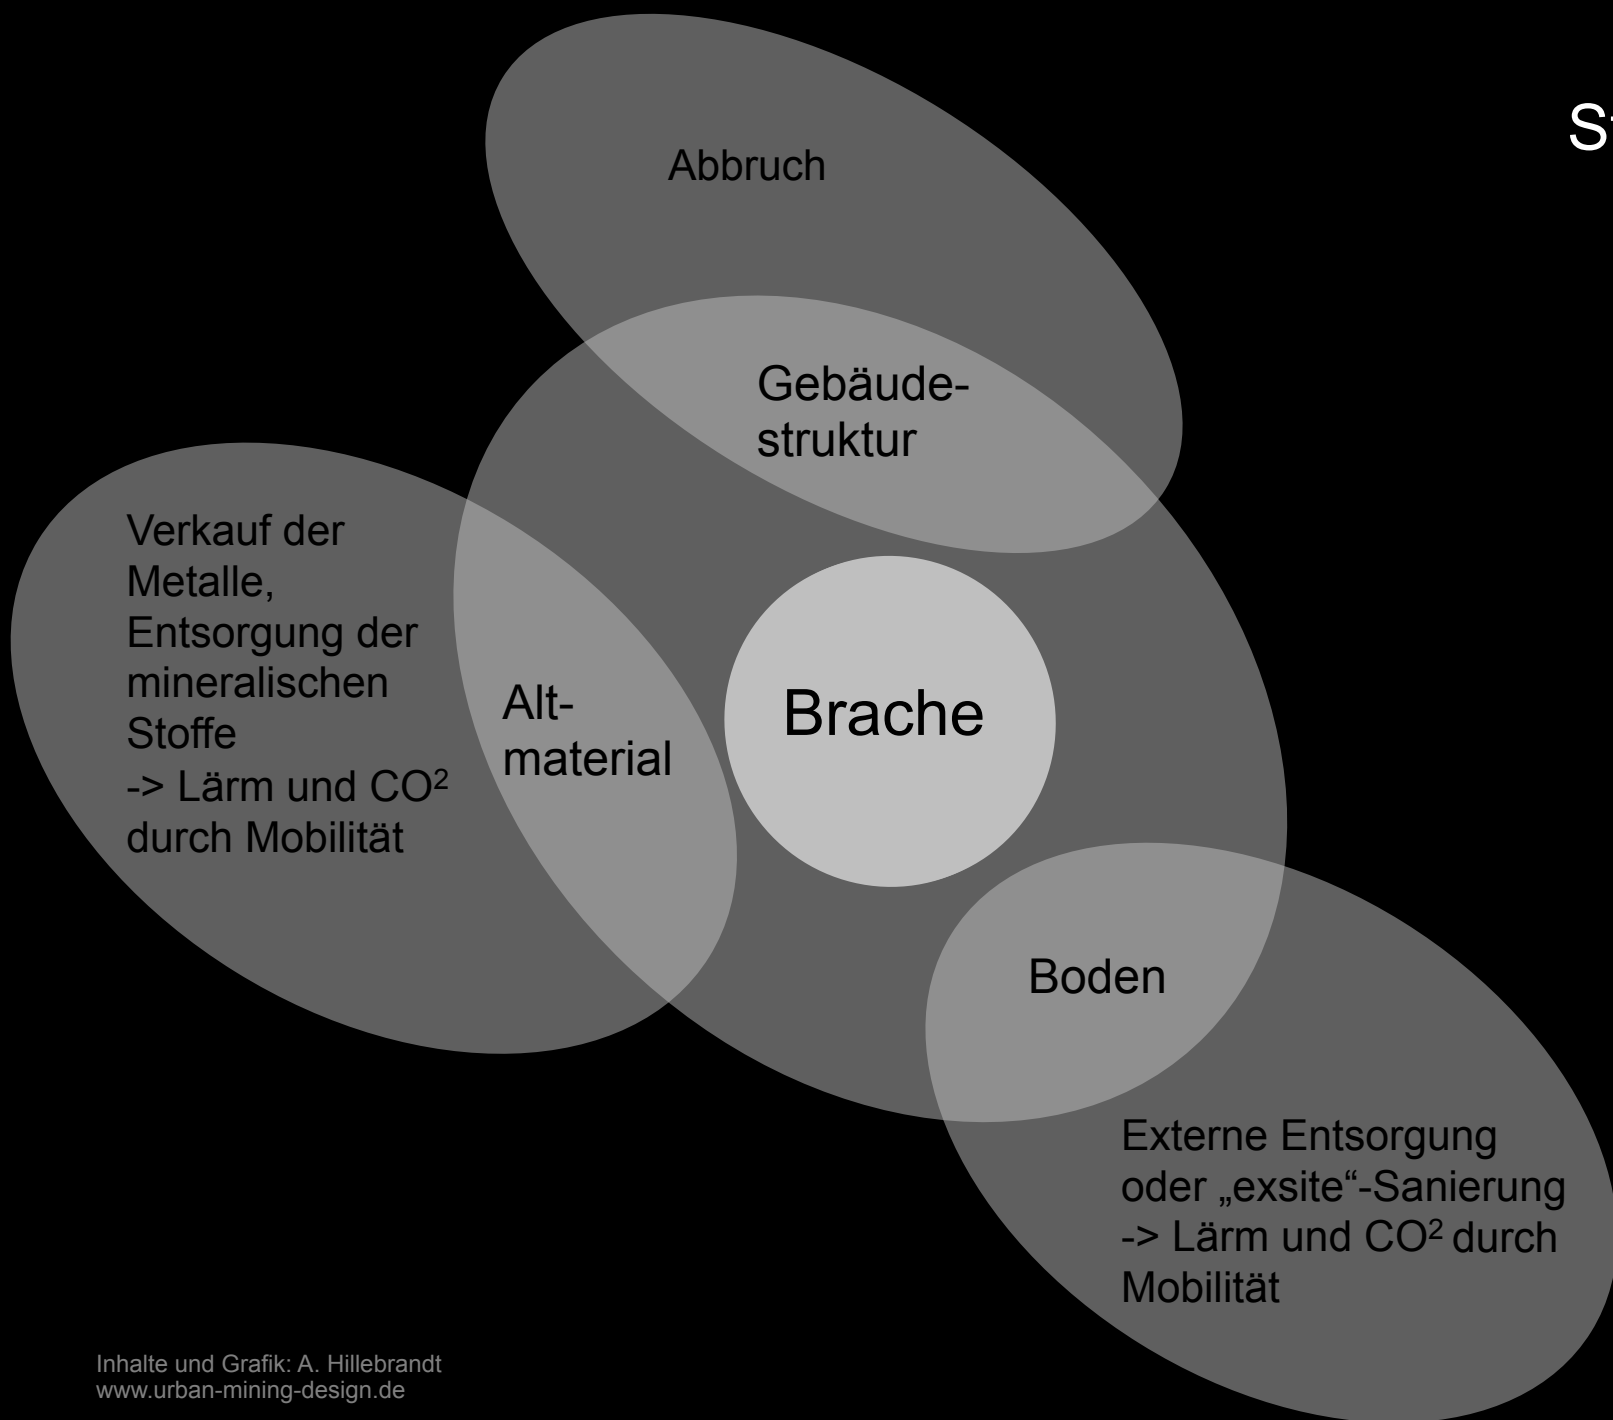 Abbruch
Gebäude-
struktur
Verkauf der
Metalle,
Entsorgung der
mineralischen
Stoffe
-> Lärm und CO²
durch Mobilität
Alt-
material
Brache
Boden
Externe Entsorgung
oder „exsite“-Sanierung
-> Lärm und CO² durch
Mobilität
Inhalte und Grafik: A. Hillebrandt
www.urban-mining-design.de